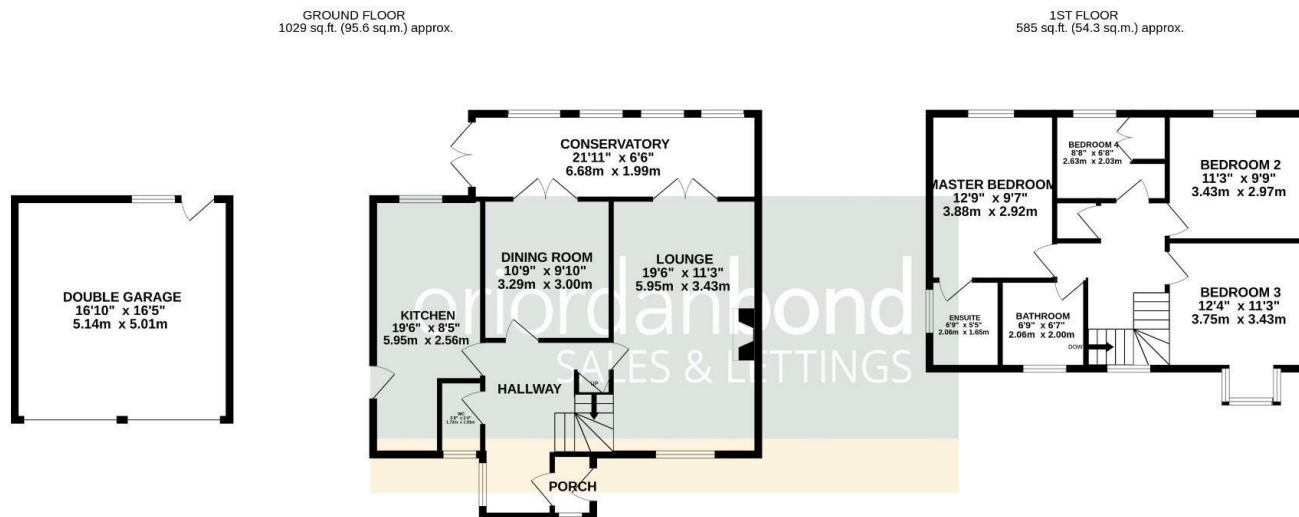 GROUND FLOOR
1029 sq.ft. (95.6 sq.m.) approx.
1ST FLOOR
585 sq.ft. (54.3 sq.m.) approx.
DOUBLE GARAGE
16'10" x 16'5"
5.14m x 5.01m
CONSERVATORY
21'11" x 6'6"
6.68m x 1.99m
DINING ROOM
10'9" x 9'10"
3.29m x 3.00m
LOUNGE
19'6" x 11'3"
5.95m x 3.43m
KITCHEN
19'6" x 8'5"
5.95m x 2.56m
HALLWAY
UP
WC
PORCH
oriordanbond
SALES & LETTINGS
MASTER BEDROOM
12'9" x 9'7"
3.88m x 2.92m
BEDROOM 4
8'8" x 6'8"
2.63m x 2.03m
BEDROOM 2
11'3" x 9'9"
3.43m x 2.97m
BEDROOM 3
12'4" x 11'3"
3.75m x 3.43m
ENSUITE
6'9" x 5'5"
2.06m x 1.65m
BATHROOM
6'9" x 6'7"
2.06m x 2.00m
DOW